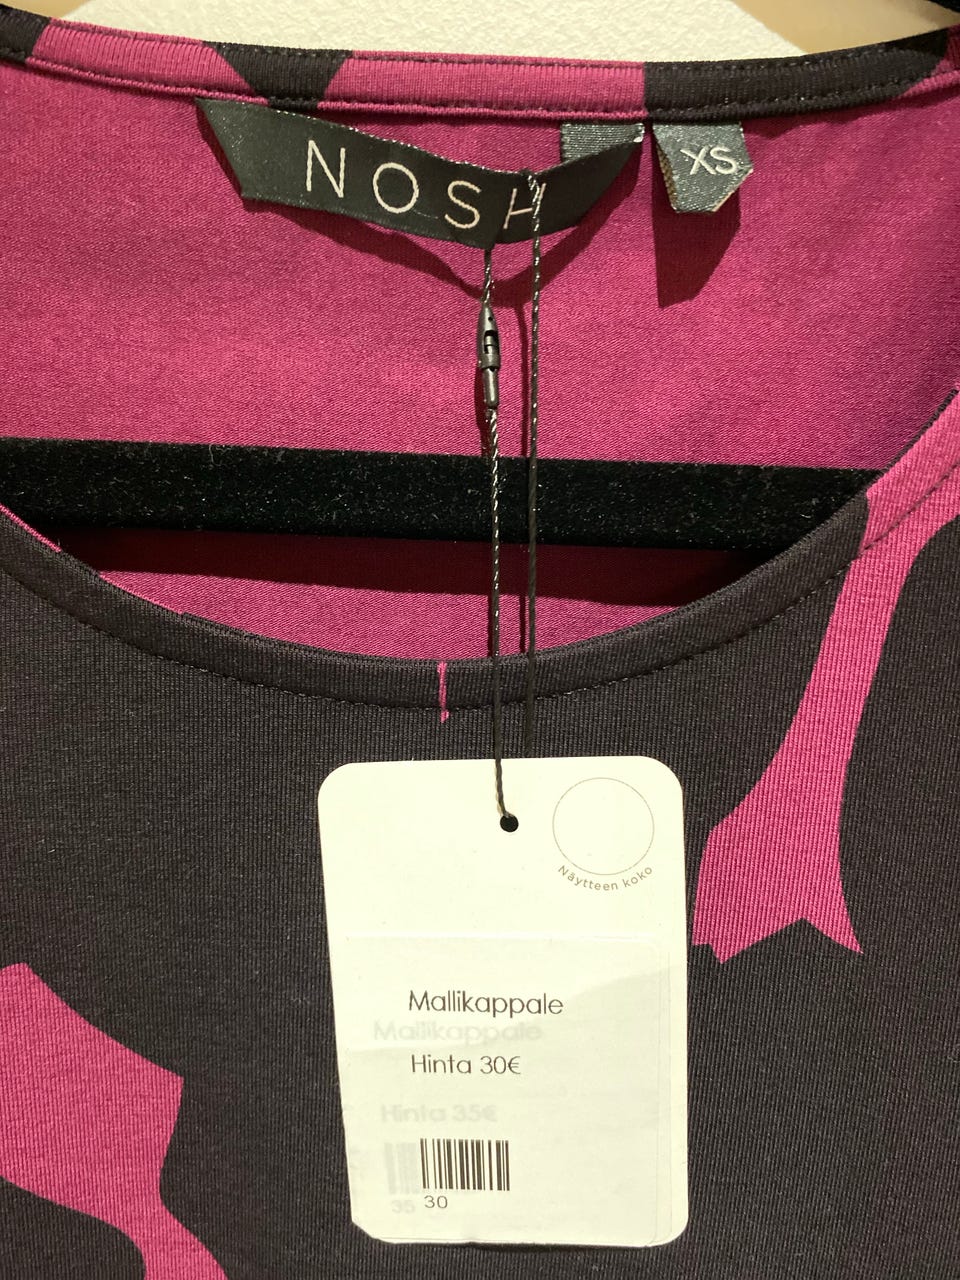 NOSH
XS
Näytteen koko
Mallikappale
Mallikappale
Hinta 30€
Hinta 35€
35 30